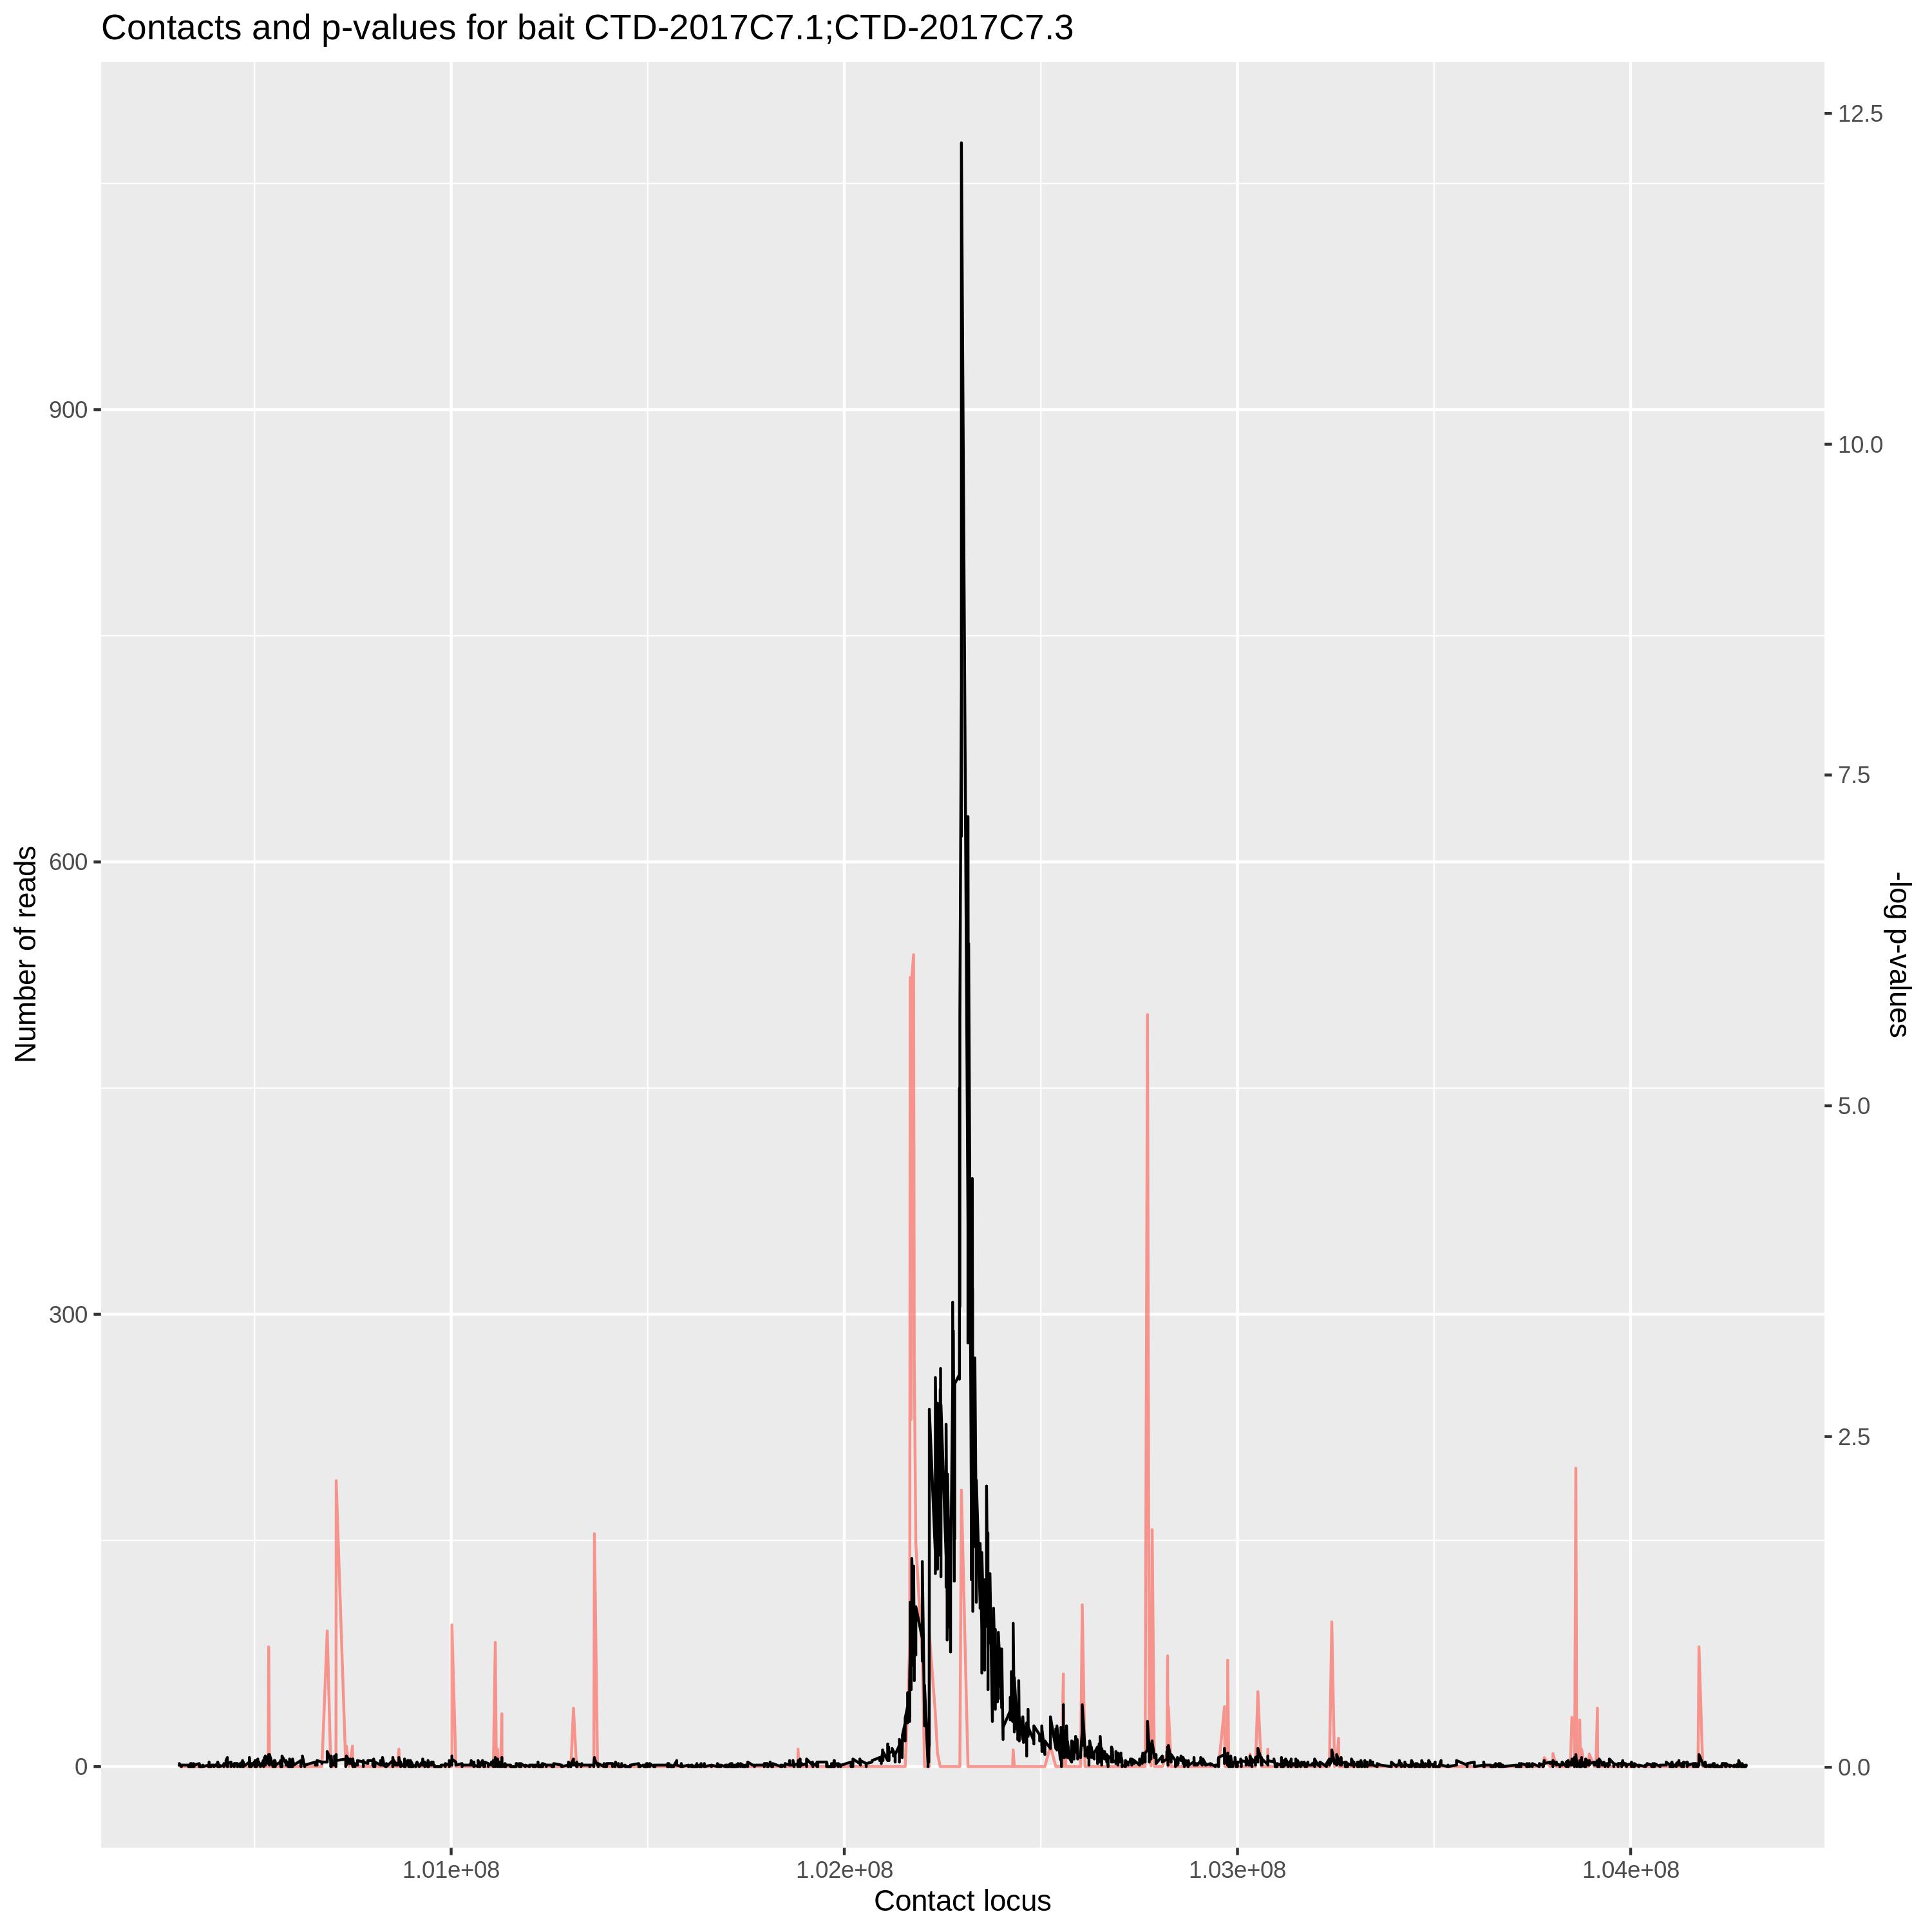 Contacts and p-values for bait CTD-2017C7.1;CTD-2017C7.3
12.5
10.0
7.5
5.0
2.5
0.0
-log p-values
900
600
300
0
Number of reads
1.01e+08 1.02e+08 1.03e+08 1.04e+08
Contact locus